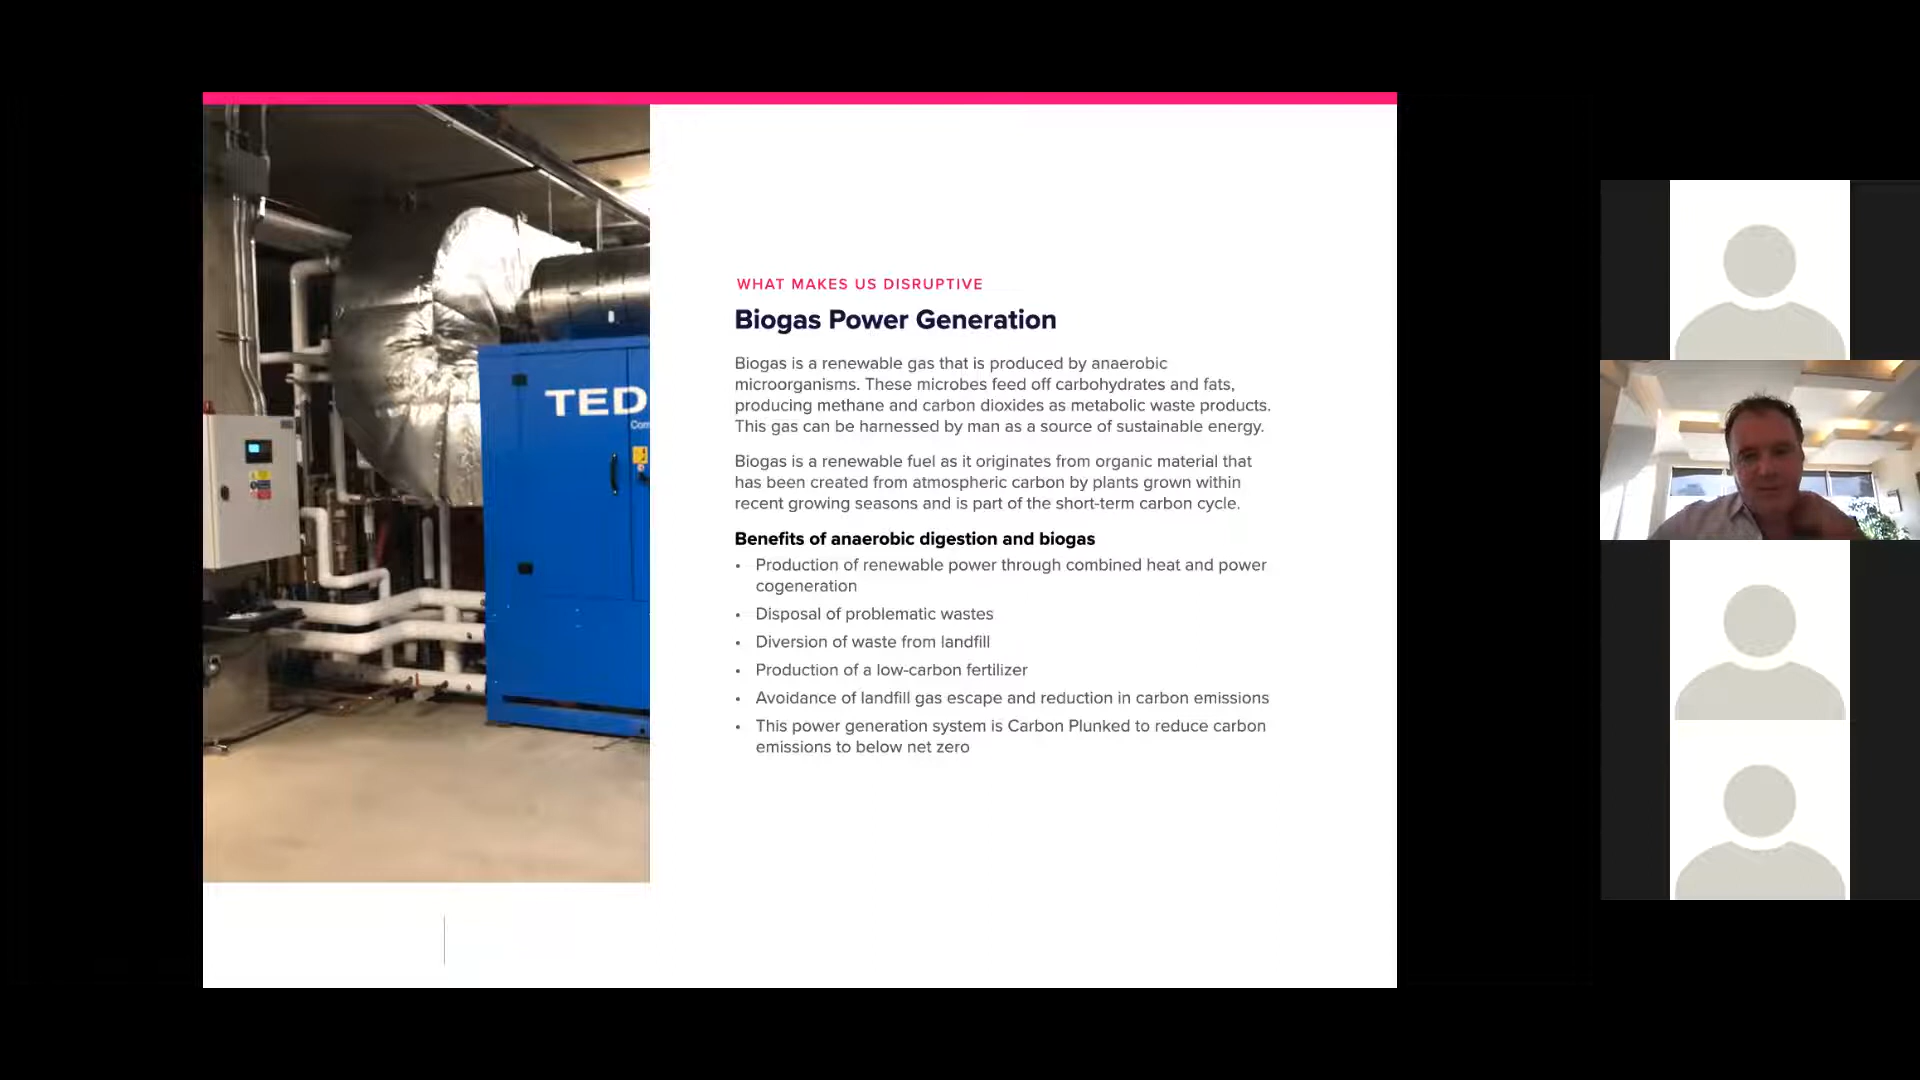 WHAT MAKES US DISRUPTIVE
Biogas Power Generation
Biogas is a renewable gas that is produced by anaerobic
microorganisms. These microbes feed off carbohydrates and fats,
producing methane and carbon dioxides as metabolic waste products.
This gas can be harnessed by man as a source of sustainable energy.
Biogas is a renewable fuel as it originates from organic material that
has been created from atmospheric carbon by plants grown within
recent growing seasons and is part of the short-term carbon cycle.
Benefits of anaerobic digestion and biogas
• Production of renewable power through combined heat and power
cogeneration
• Disposal of problematic wastes
• Diversion of waste from landfill
• Production of a low-carbon fertilizer
• Avoidance of landfill gas escape and reduction in carbon emissions
• This power generation system is Carbon Plunked to reduce carbon
emissions to below net zero
TED
Com